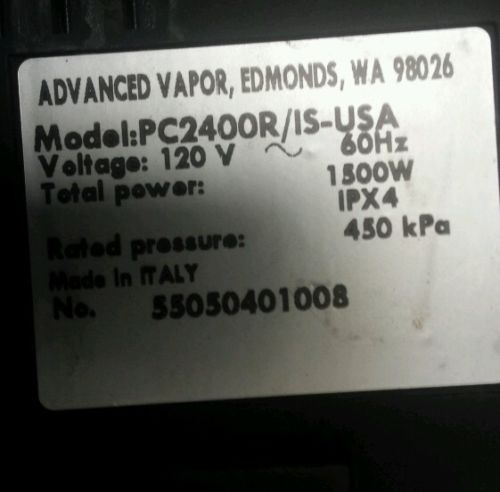 ADVANCED VAPOR, EDMONDS, WA 98026
Model:PC2400R/IS-USA
Voltage: 120 V ~ 60Hz
Total power: 1500W
IPX4
Rated pressure: 450 kPa
Made in ITALY
No. 55050401008